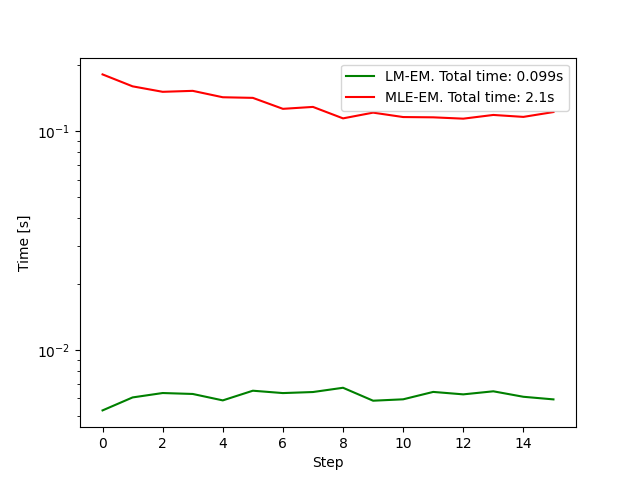 LM-EM. Total time: 0.099s
MLE-EM. Total time: 2.1s
10⁻¹
10⁻²
Time [s]
0 2 4 6 8 10 12 14
Step